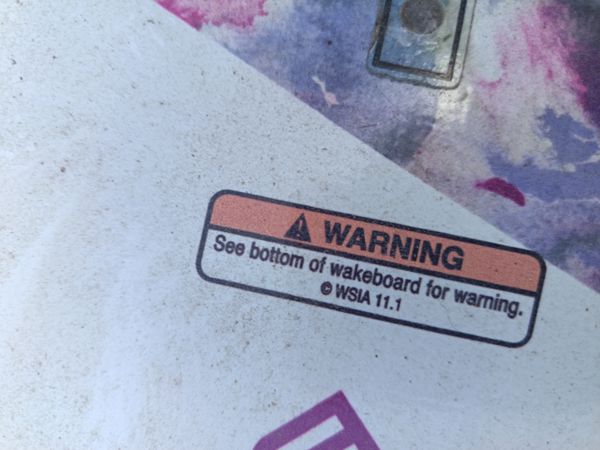 WARNING
See bottom of wakeboard for warning.
© WSIA 11.1